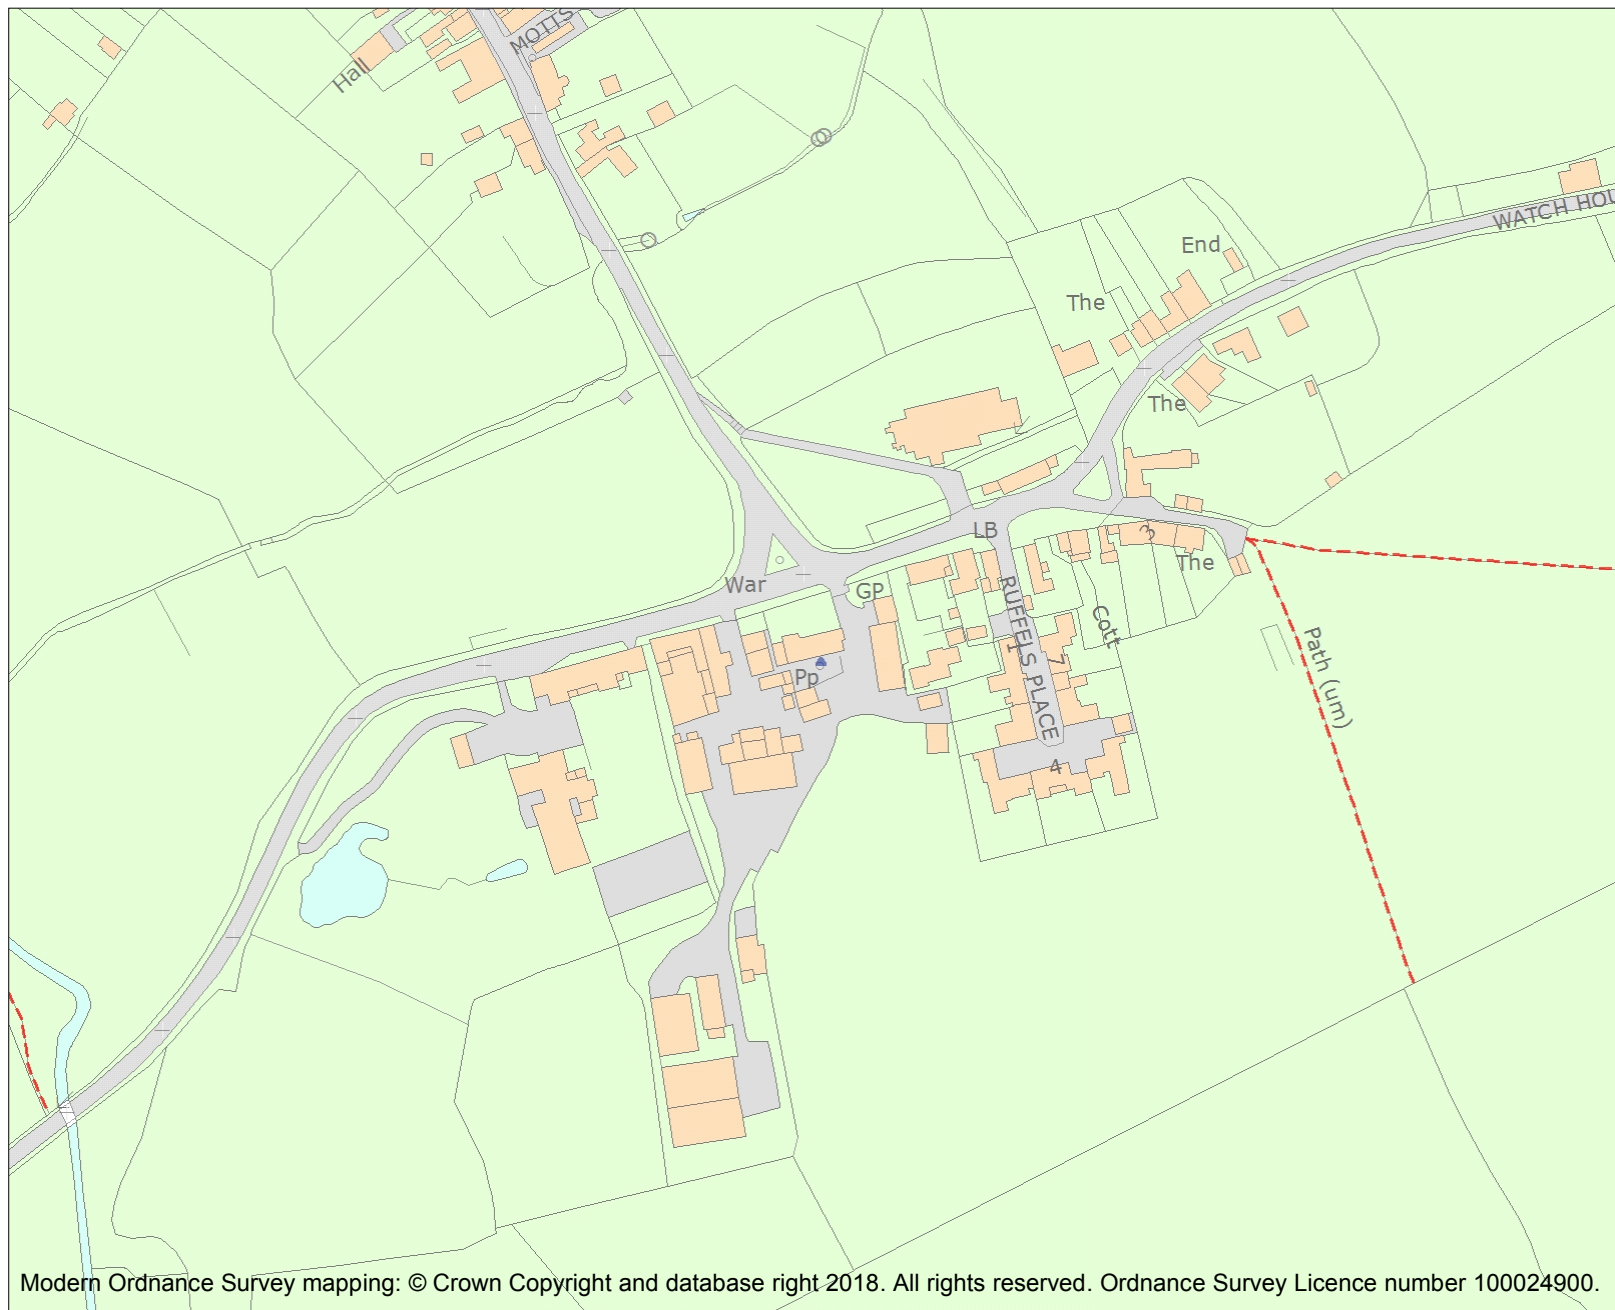 MOTTS
Hall
WATCH HOU
End
The
The
LB
3
The
War
GP
RUFFELS PLACE
Cott
1
7
Pp
Path (um)
4
Modern Ordnance Survey mapping: © Crown Copyright and database right 2018. All rights reserved. Ordnance Survey Licence number 100024900.